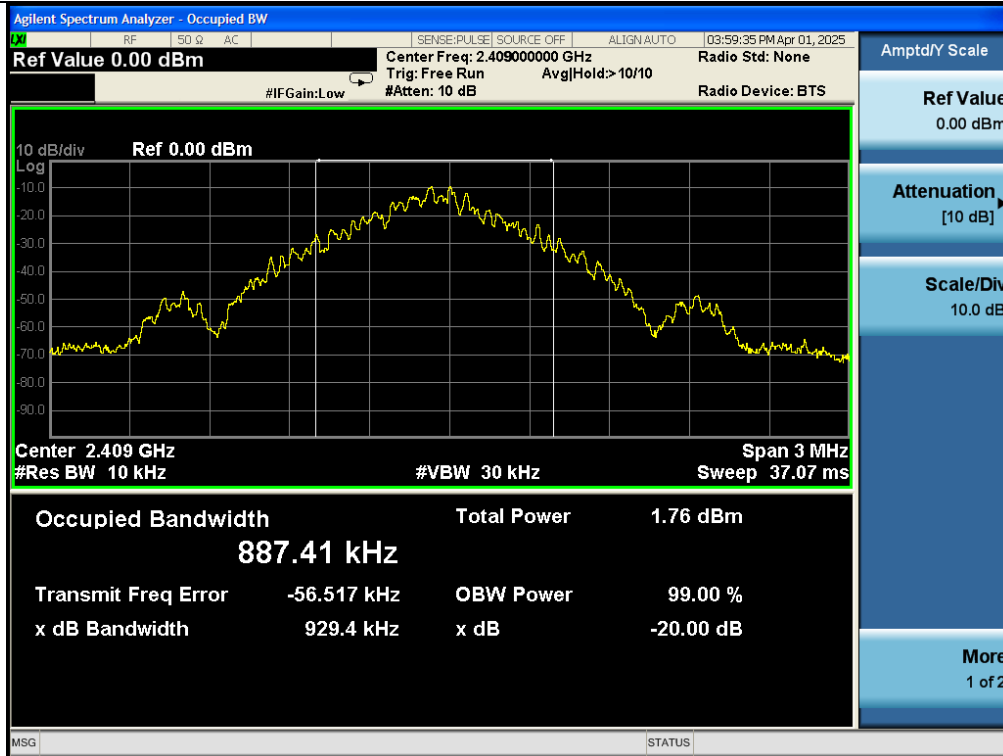 Agilent Spectrum Analyzer - Occupied BW
LXI RF 50 Ω AC SENSE:PULSE SOURCE OFF ALIGN AUTO 03:59:35 PM Apr 01, 2025
Ref Value 0.00 dBm
Center Freq: 2.409000000 GHz
Radio Std: None
Trig: Free Run Avg|Hold:>10/10
#IFGain:Low
#Atten: 10 dB
Radio Device: BTS
10 dB/div Ref 0.00 dBm
Log
-10.0
-20.0
-30.0
-40.0
-50.0
-60.0
-70.0
-80.0
-90.0
Center 2.409 GHz Span 3 MHz
#Res BW 10 kHz #VBW 30 kHz Sweep 37.07 ms
Occupied Bandwidth Total Power 1.76 dBm
887.41 kHz
Transmit Freq Error -56.517 kHz OBW Power 99.00 %
x dB Bandwidth 929.4 kHz x dB -20.00 dB
MSG STATUS
Amptd/Y Scale
Ref Value
0.00 dBm
Attenuation
[10 dB]
Scale/Div
10.0 dB
More
1 of 2